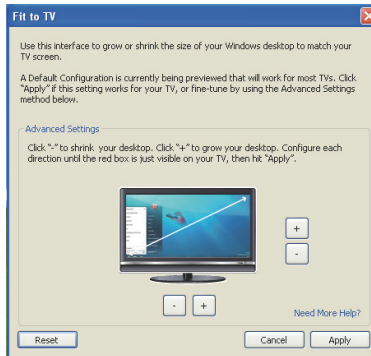 Fit to TV
Use this interface to grow or shrink the size of your Windows desktop to match your
TV screen.
A Default Configuration is currently being previewed that will work for most TVs. Click
"Apply" if this setting works for your TV, or fine-tune by using the Advanced Settings
method below.
Advanced Settings
Click "-" to shrink your desktop. Click "+" to grow your desktop. Configure each
direction until the red box is just visible on your TV, then hit "Apply".
+
-
- +
Need More Help?
Reset Cancel Apply